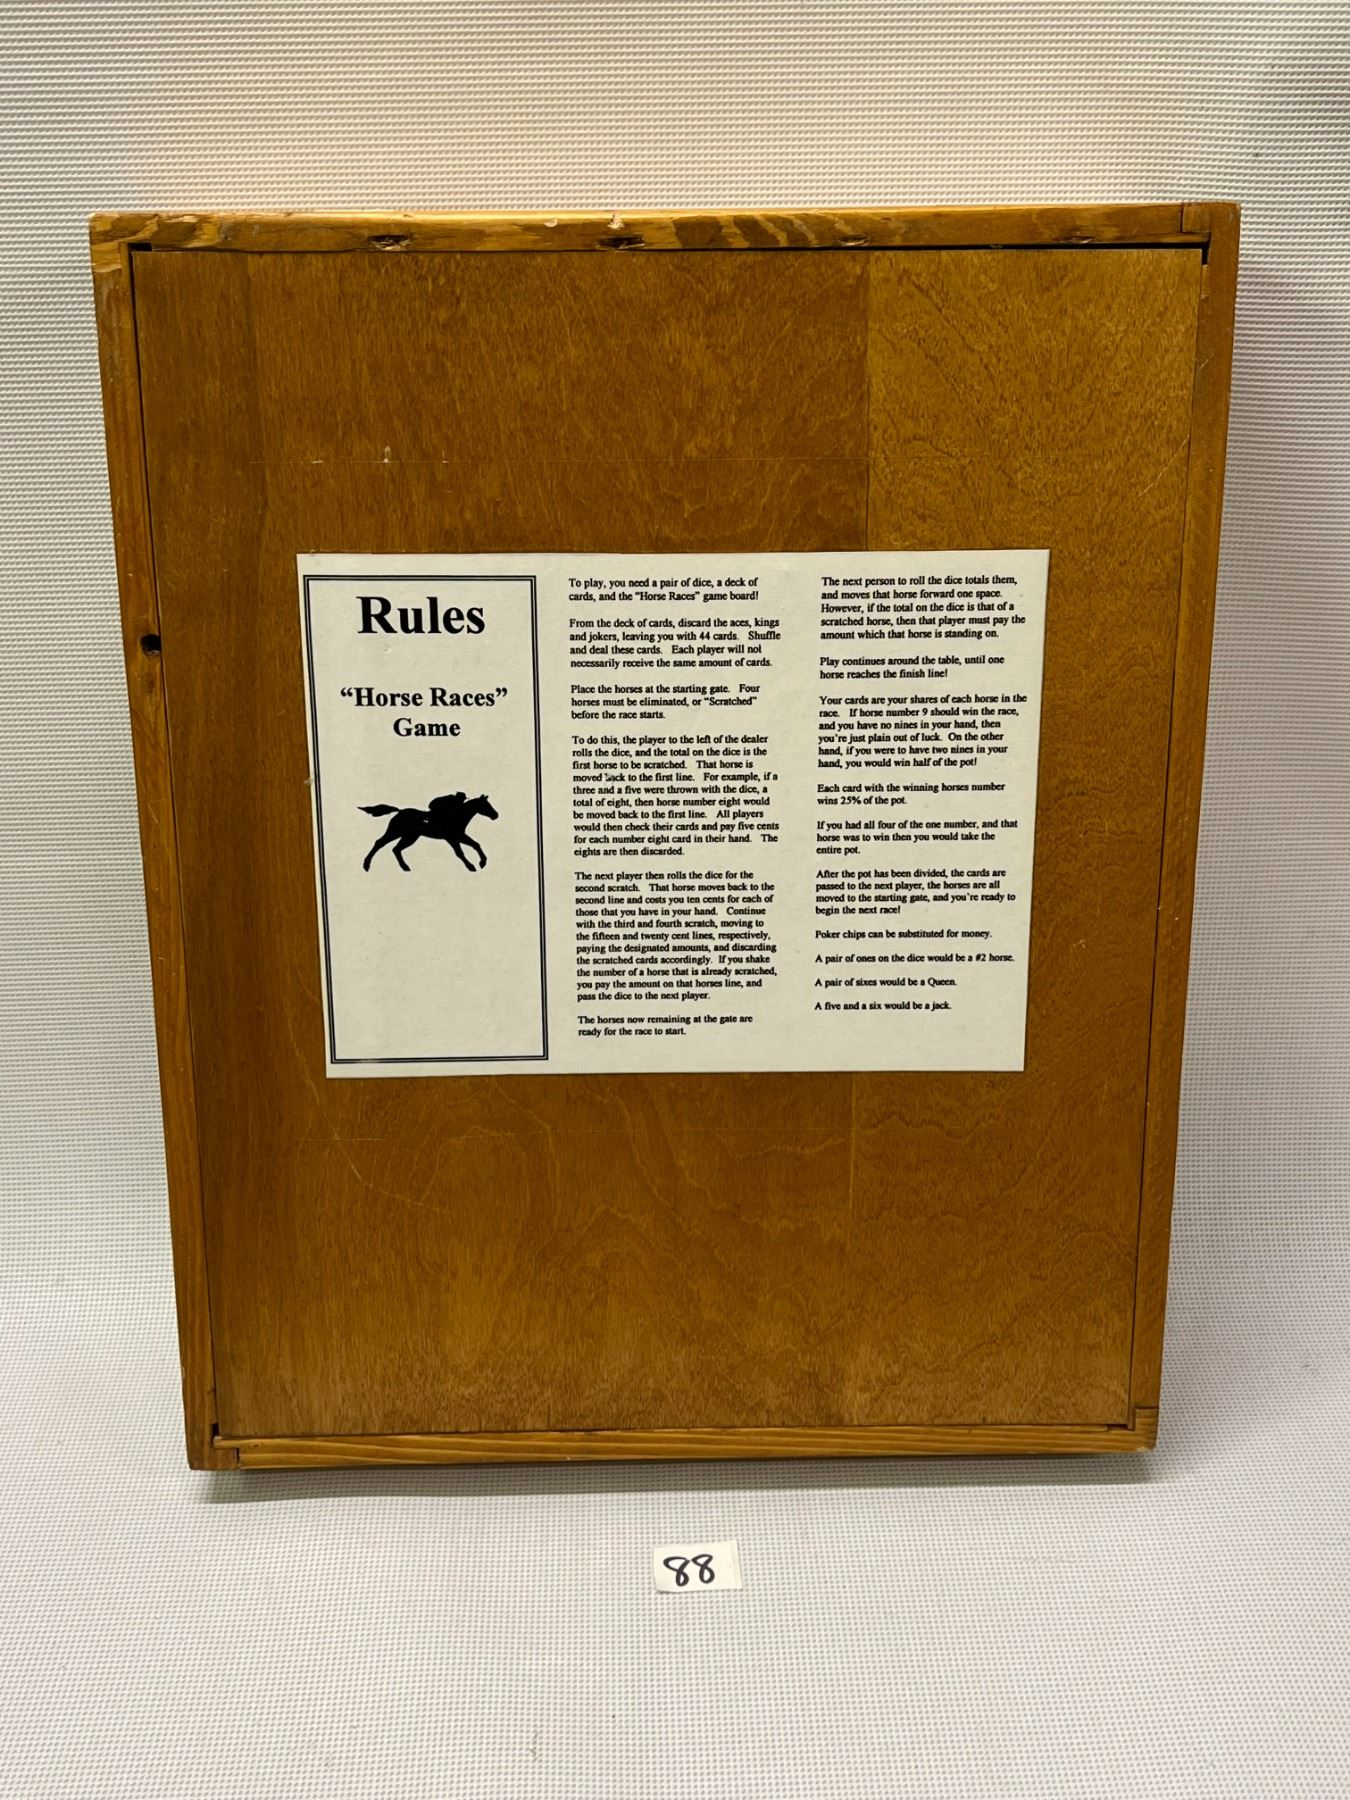 Rules
“Horse Races”
Game
To play, you need a pair of dice, a deck of
cards, and the “Horse Races” game board!
From the deck of cards, discard the aces, kings
and jokers, leaving you with 44 cards. Shuffle
and deal these cards. Each player will not
necessarily receive the same amount of cards.
Place the horses at the starting gate. Four
horses must be eliminated, or “Scratched”
before the race starts.
To do this, the player to the left of the dealer
rolls the dice, and the total on the dice is the
first horse to be scratched. That horse is
moved back to the first line. For example, if a
three and a five were thrown with the dice, a
total of eight, then horse number eight would
be moved back to the first line. All players
would then check their cards and pay five cents
for each number eight card in their hand. The
eights are then discarded.
The next player then rolls the dice for the
second scratch. That horse moves back to the
second line and costs you ten cents for each of
those that you have in your hand. Continue
with the third and fourth scratch, moving to
the fifteen and twenty cent lines, respectively,
paying the designated amounts, and discarding
the scratched cards accordingly. If you shake
the number of a horse that is already scratched,
you pay the amount on that horses line, and
pass the dice to the next player.
The horses now remaining at the gate are
ready for the race to start.
The next person to roll the dice totals them,
and moves that horse forward one space.
However, if the total on the dice is that of a
scratched horse, then that player must pay the
amount which that horse is standing on.
Play continues around the table, until one
horse reaches the finish line!
Your cards are your shares of each horse in the
race. If horse number 9 should win the race,
and you have no nines in your hand, then
you're just plain out of luck. On the other
hand, if you were to have two nines in your
hand, you would win half of the pot!
Each card with the winning horses number
wins 25% of the pot.
If you had all four of the one number, and that
horse was to win then you would take the
entire pot.
After the pot has been divided, the cards are
passed to the next player, the horses are all
moved to the starting gate, and you're ready to
begin the next race!
Poker chips can be substituted for money.
A pair of ones on the dice would be a #2 horse.
A pair of sixes would be a Queen.
A five and a six would be a jack.
88